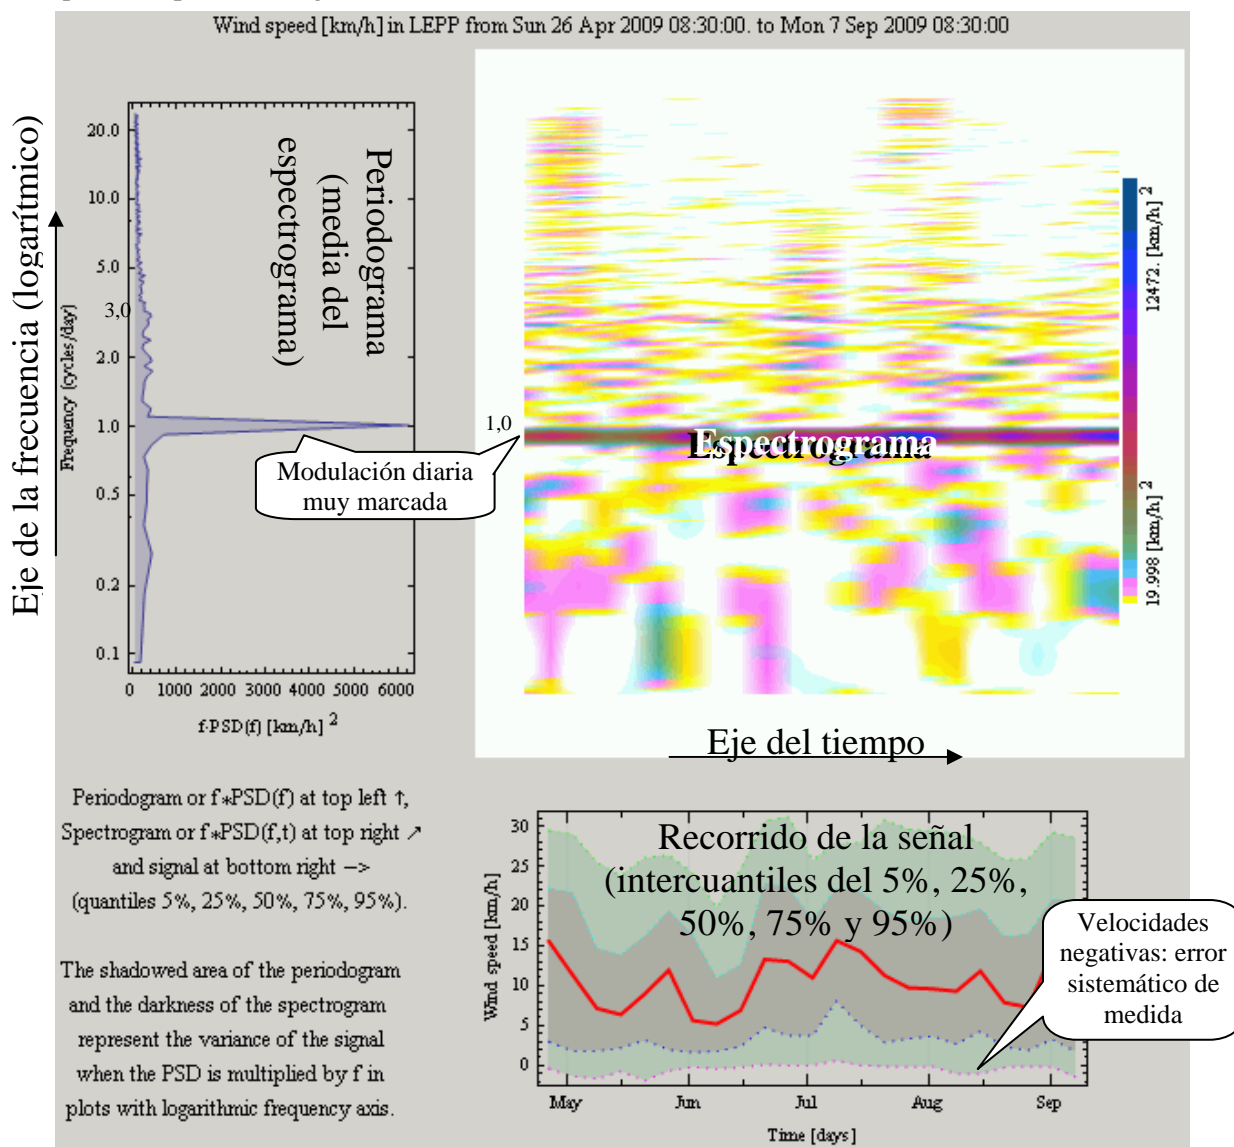 Wind speed [km/h] in LEPP from Sun 26 Apr 2009 08:30:00. to Mon 7 Sep 2009 08:30:00
Eje de la frecuencia (logarítmico)
Frequency (cycles/day)
20.0
10.0
5.0
3,0
2.0
1.0
0.5
0.2
0.1
Periodograma
(media del
espectrograma)
0 1000 2000 3000 4000 5000 6000
f·PSD(f) [km/h] 2
Modulación diaria
muy marcada
1,0
Espectrograma
12472. [km/h] 2
19.998 [km/h] 2
Eje del tiempo
Periodogram or f*PSD(f) at top left ↑,
Spectrogram or f*PSD(f,t) at top right ↗
and signal at bottom right −>
(quantiles 5%, 25%, 50%, 75%, 95%).
The shadowed area of the periodogram
and the darkness of the spectrogram
represent the variance of the signal
when the PSD is multiplied by f in
plots with logarithmic frequency axis.
Wind speed [km/h]
30
25
20
15
10
5
0
Recorrido de la señal
(intercuantiles del 5%, 25%,
50%, 75% y 95%)
Velocidades
negativas: error
sistemático de
medida
May Jun Jul Aug Sep
Time [days]